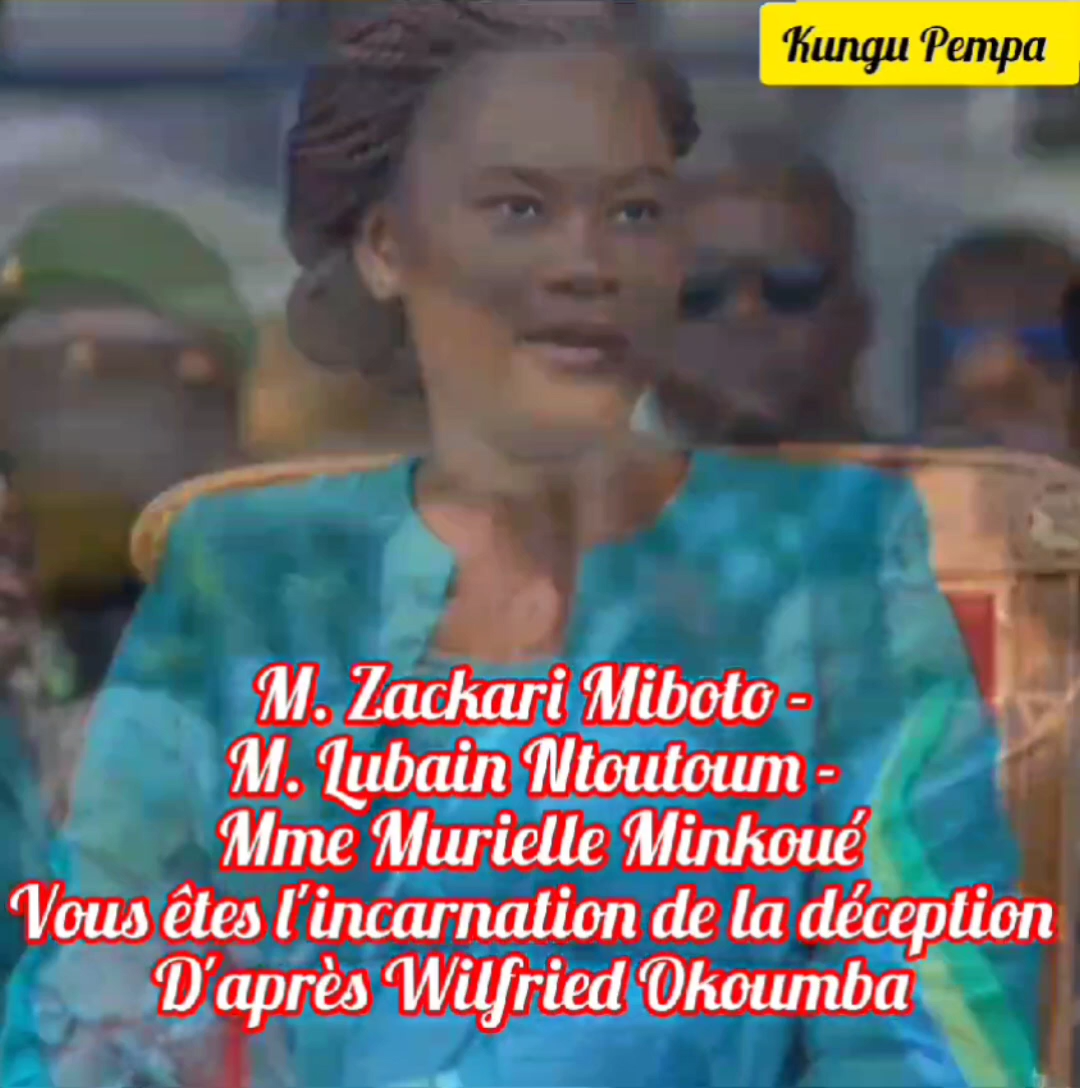 Kungu Pempa
M. Zackari Miboto -
M. Lubain Ntoutoum -
Mme Murielle Minkoué
Vous êtes l'incarnation de la déception
D'après Wilfried Okoumba